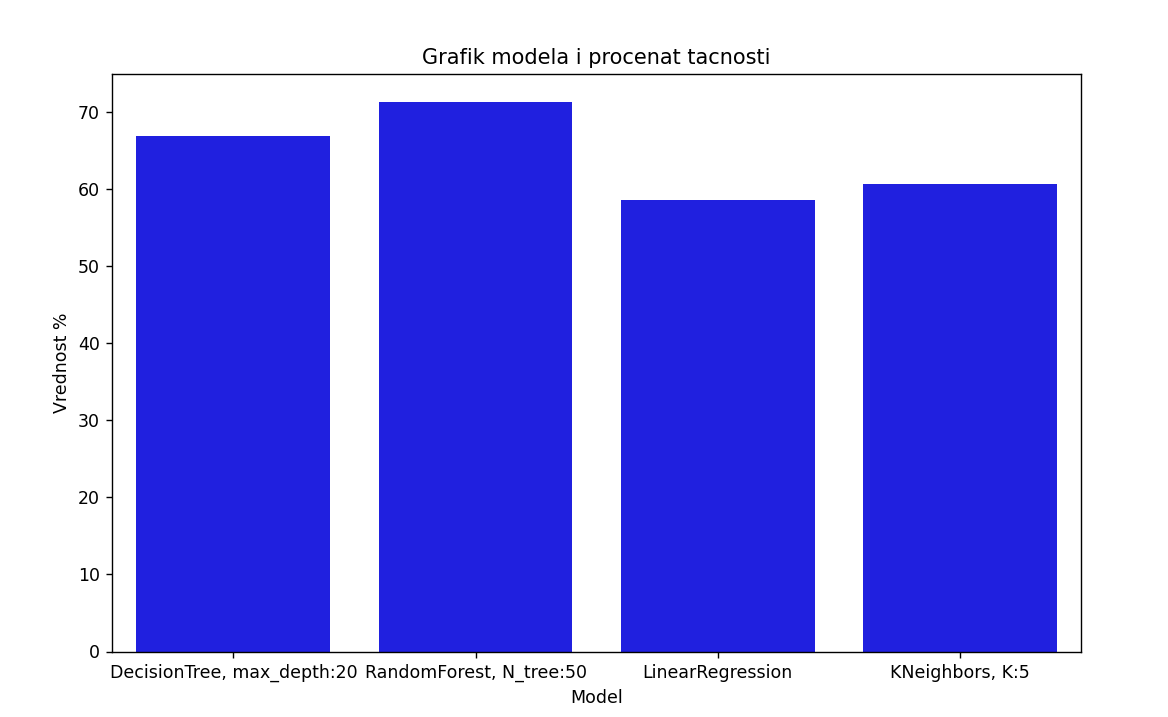 Grafik modela i procenat tacnosti
Vrednost %
70
60
50
40
30
20
10
0
DecisionTree, max_depth:20 RandomForest, N_tree:50 LinearRegression KNeighbors, K:5
Model